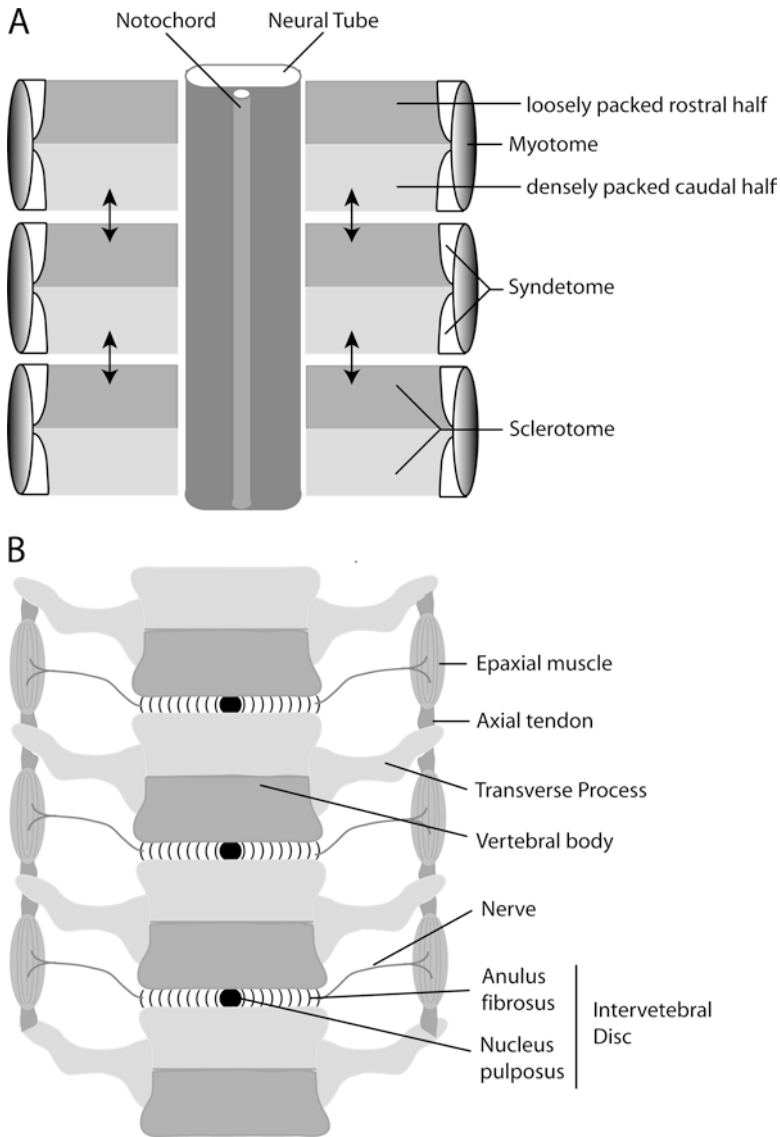 A
Notochord
Neural Tube
loosely packed rostral half
Myotome
densely packed caudal half
Syndetome
Sclerotome
B
Epaxial muscle
Axial tendon
Transverse Process
Vertebral body
Nerve
Anulus
fibrosus
Nucleus
pulposus
Intervetebral
Disc